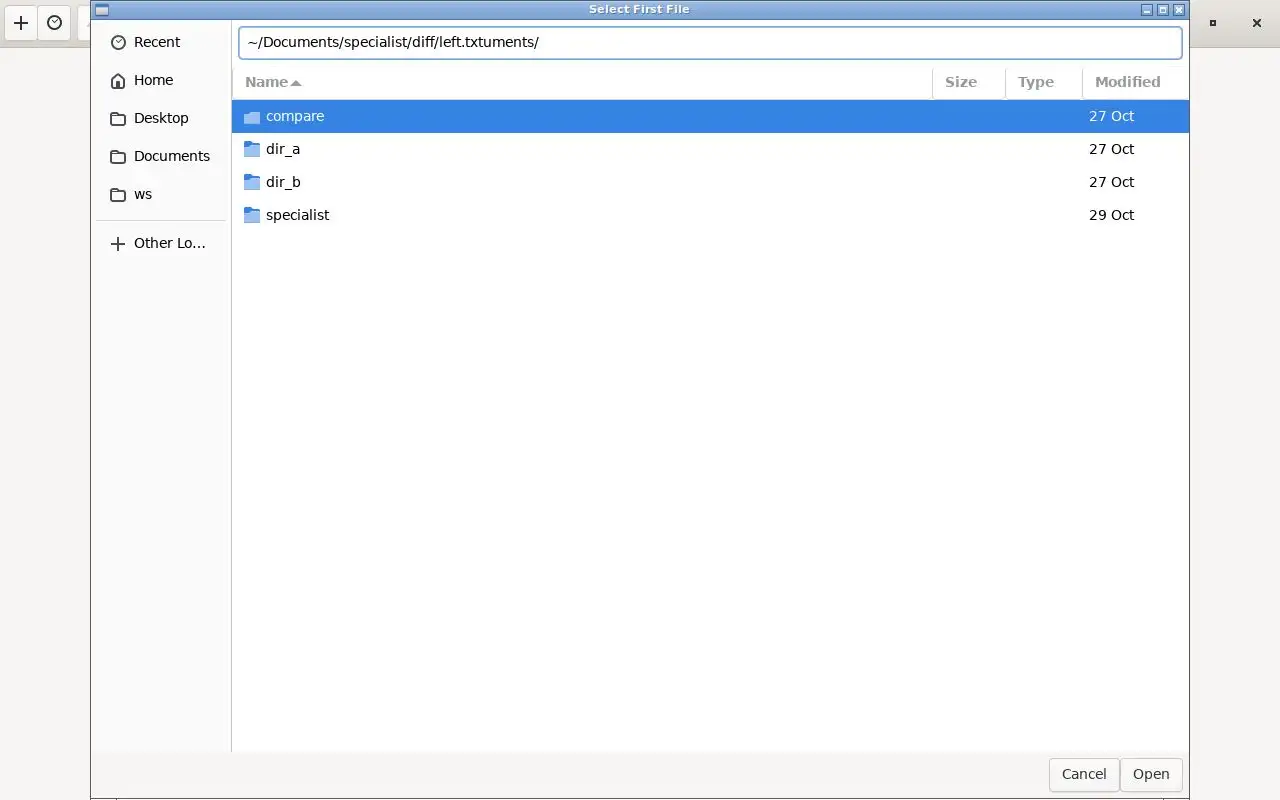 Select First File
Recent
Home
Desktop
Documents
ws
Other Lo...
~/Documents/specialist/diff/left.txtuments/
Name Size Type Modified
compare 27 Oct
dir_a 27 Oct
dir_b 27 Oct
specialist 29 Oct
Cancel Open